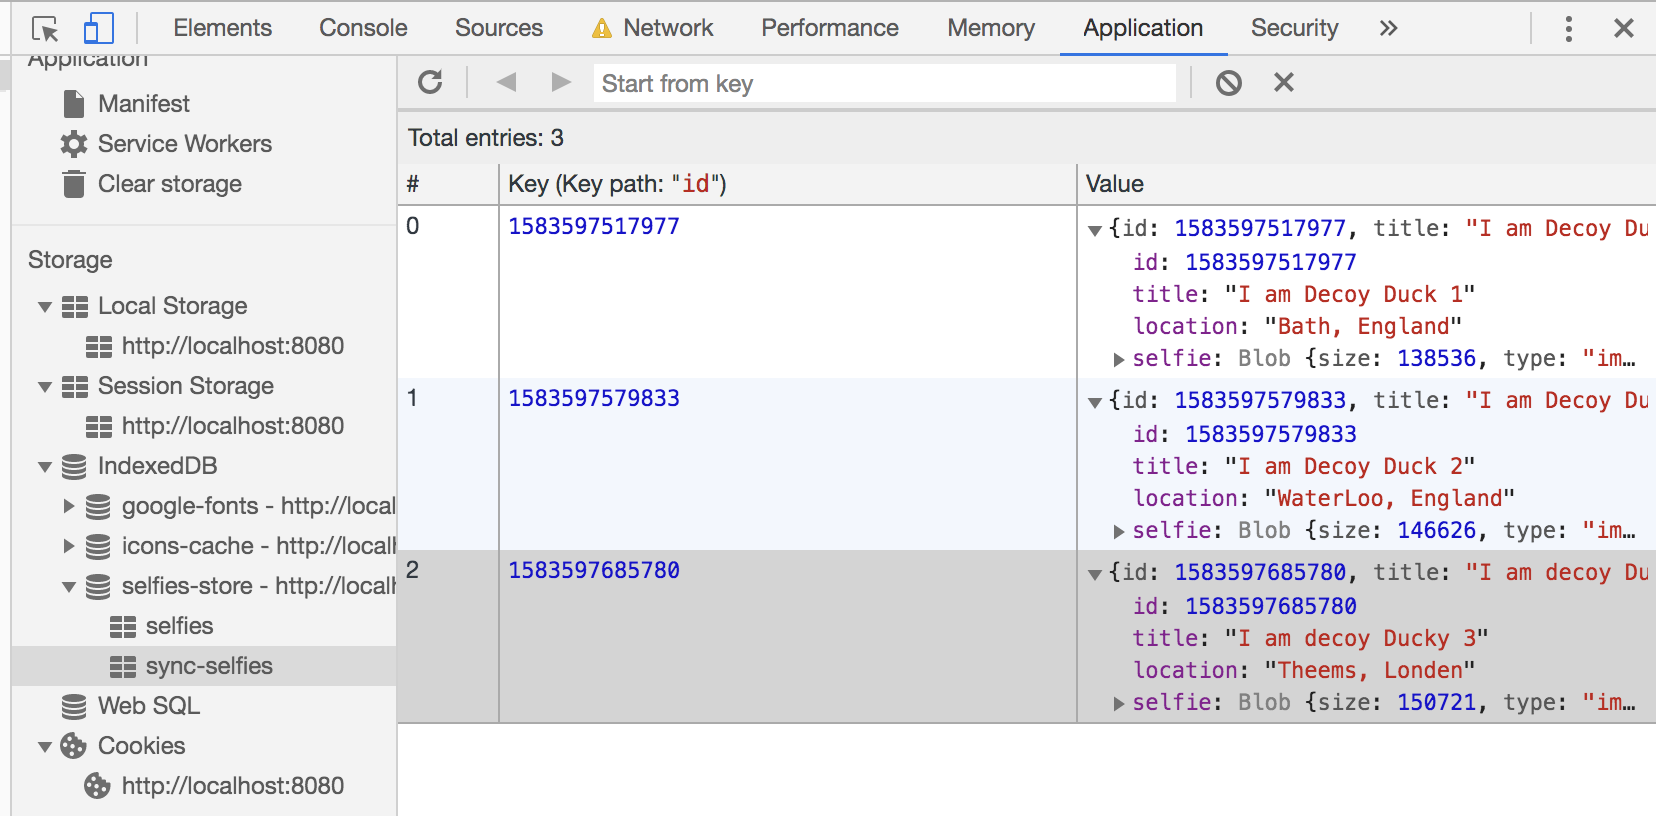 Elements Console Sources Network Performance Memory Application Security »
Application
Manifest
Service Workers
Clear storage
Storage
Local Storage
http://localhost:8080
Session Storage
http://localhost:8080
IndexedDB
google-fonts - http://local
icons-cache - http://local
selfies-store - http://local
selfies
sync-selfies
Web SQL
Cookies
http://localhost:8080
Start from key
Total entries: 3
# Key (Key path: "id") Value
0 1583597517977 {id: 1583597517977, title: "I am Decoy Du
id: 1583597517977
title: "I am Decoy Duck 1"
location: "Bath, England"
selfie: Blob {size: 138536, type: "im…
1 1583597579833 {id: 1583597579833, title: "I am Decoy Du
id: 1583597579833
title: "I am Decoy Duck 2"
location: "WaterLoo, England"
selfie: Blob {size: 146626, type: "im…
2 1583597685780 {id: 1583597685780, title: "I am decoy Du
id: 1583597685780
title: "I am decoy Ducky 3"
location: "Theems, Londen"
selfie: Blob {size: 150721, type: "im…